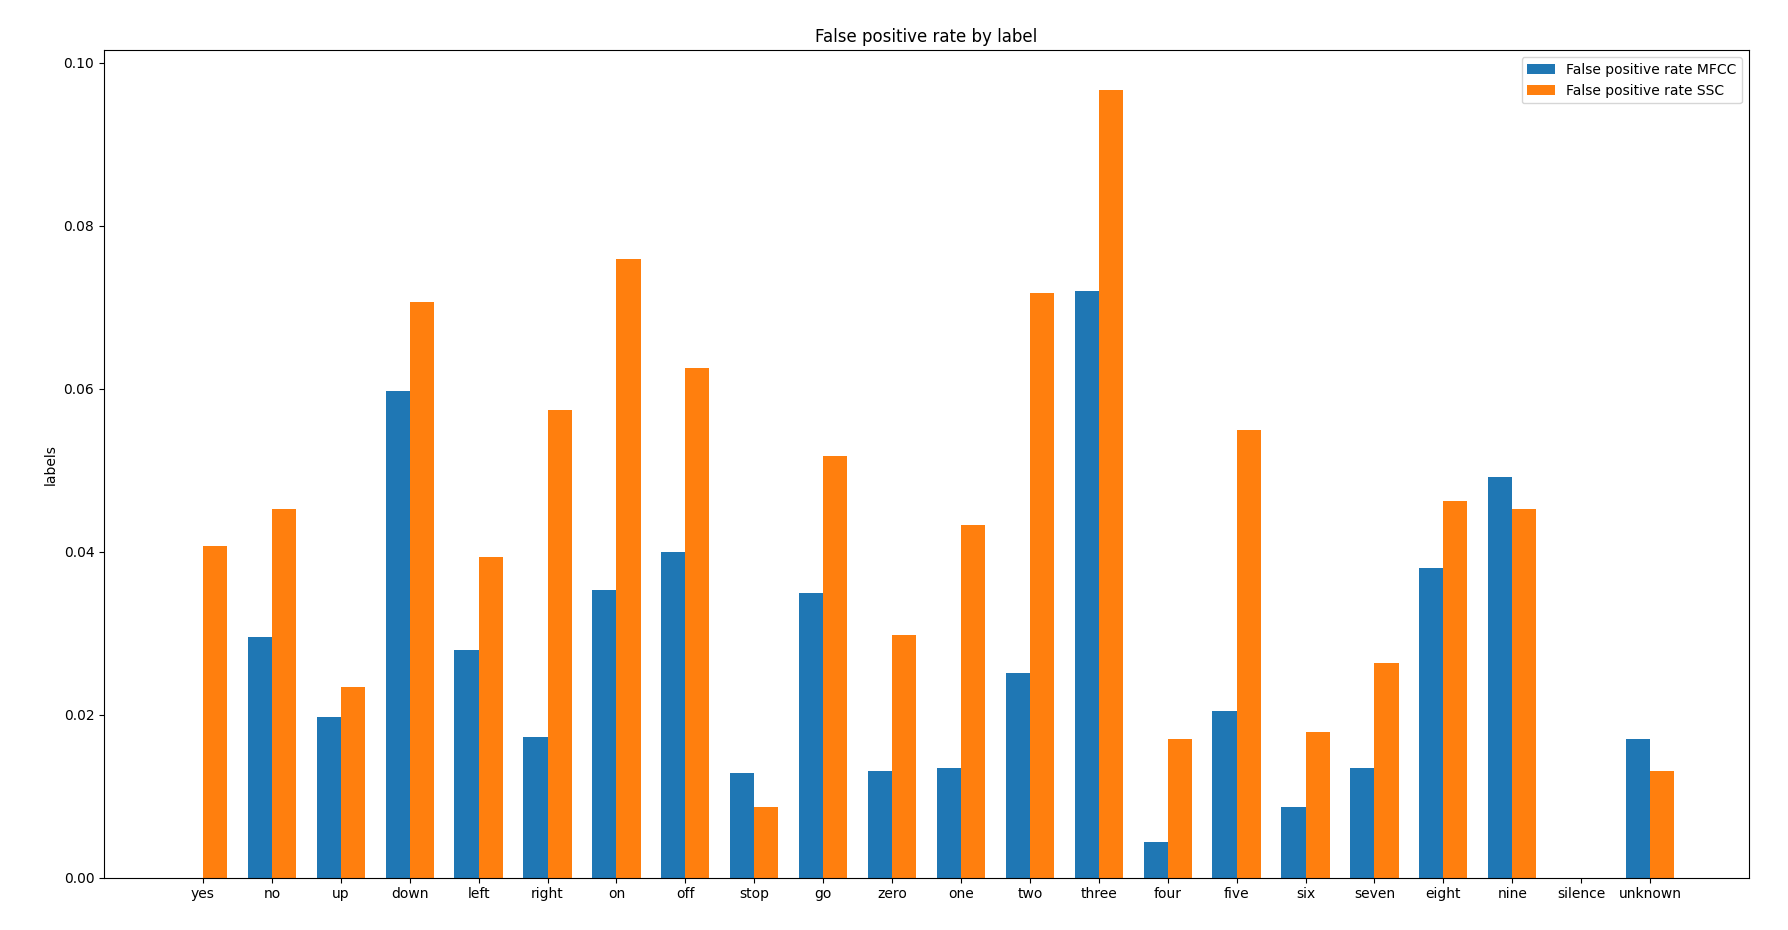 False positive rate by label
False positive rate MFCC
False positive rate SSC
0.10
0.08
0.06
0.04
0.02
0.00
labels
yes no up down left right on off stop go zero one two three four five six seven eight nine silence unknown